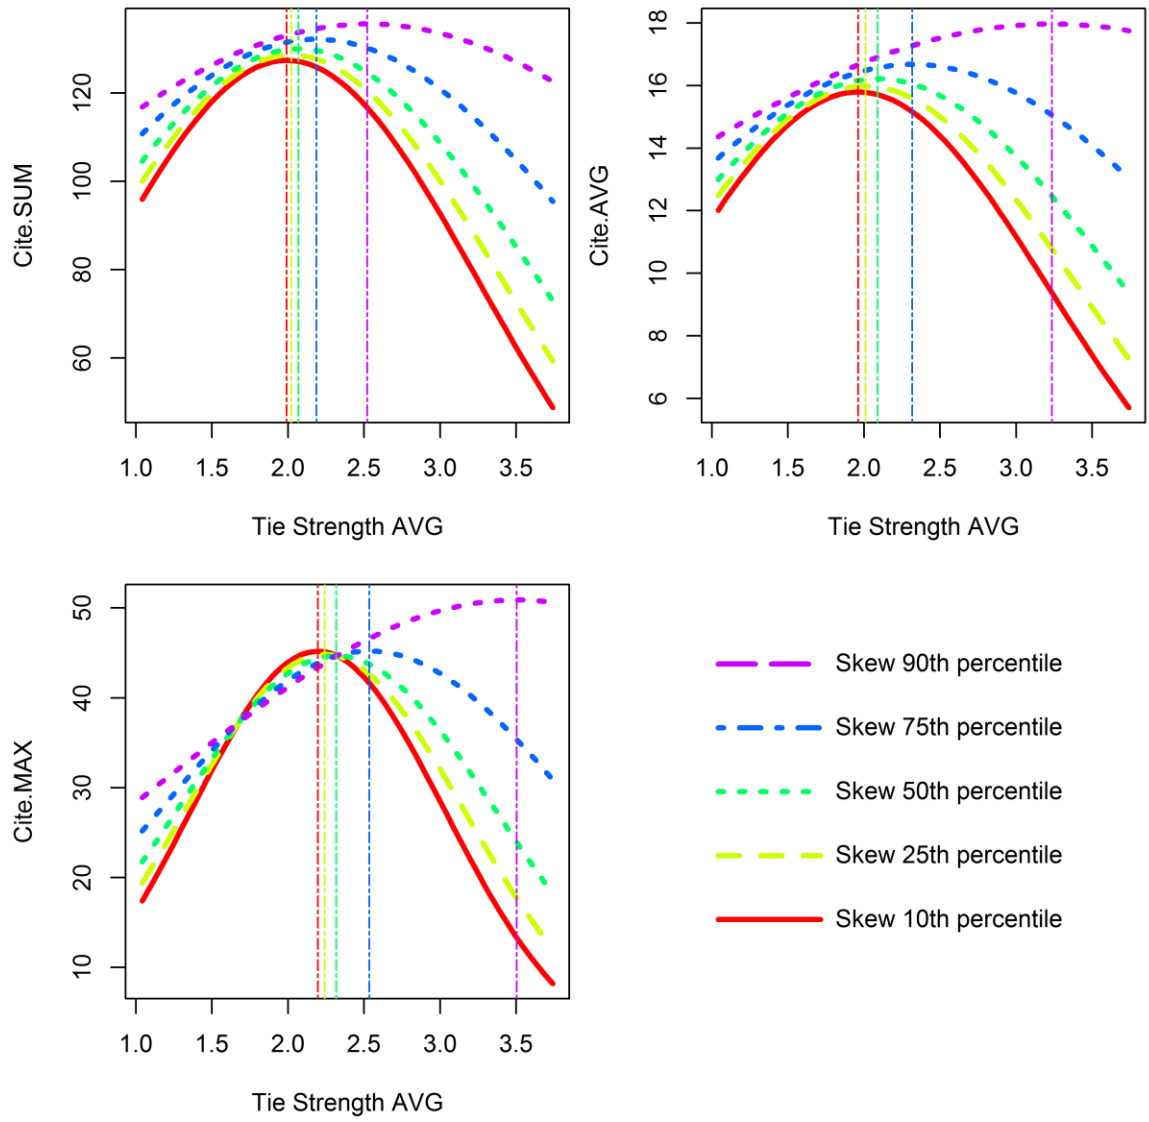 Cite.SUM
120
100
80
60
1.0 1.5 2.0 2.5 3.0 3.5
Tie Strength AVG
Cite.AVG
18
16
14
12
10
8
6
1.0 1.5 2.0 2.5 3.0 3.5
Tie Strength AVG
Cite.MAX
50
40
30
20
10
1.0 1.5 2.0 2.5 3.0 3.5
Tie Strength AVG
Skew 90th percentile
Skew 75th percentile
Skew 50th percentile
Skew 25th percentile
Skew 10th percentile